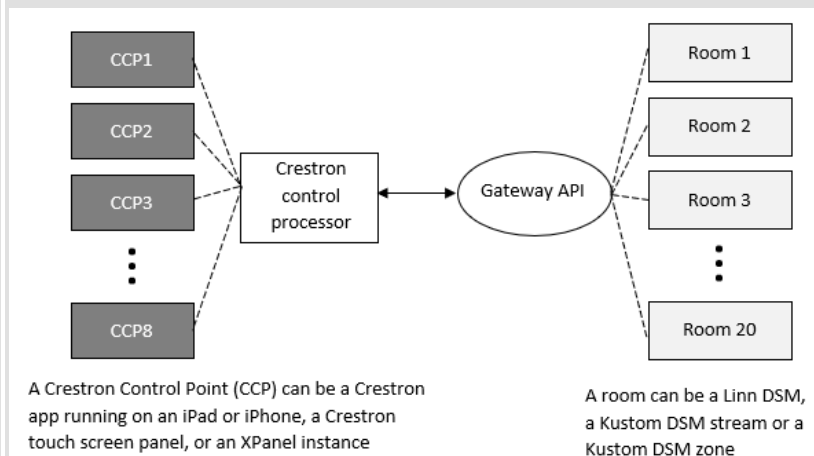 CCP1
CCP2
CCP3
CCP8
Crestron
control
processor
Gateway API
Room 1
Room 2
Room 3
Room 20
A Crestron Control Point (CCP) can be a Crestron
app running on an iPad or iPhone, a Crestron
touch screen panel, or an XPanel instance
A room can be a Linn DSM,
a Kustom DSM stream or a
Kustom DSM zone